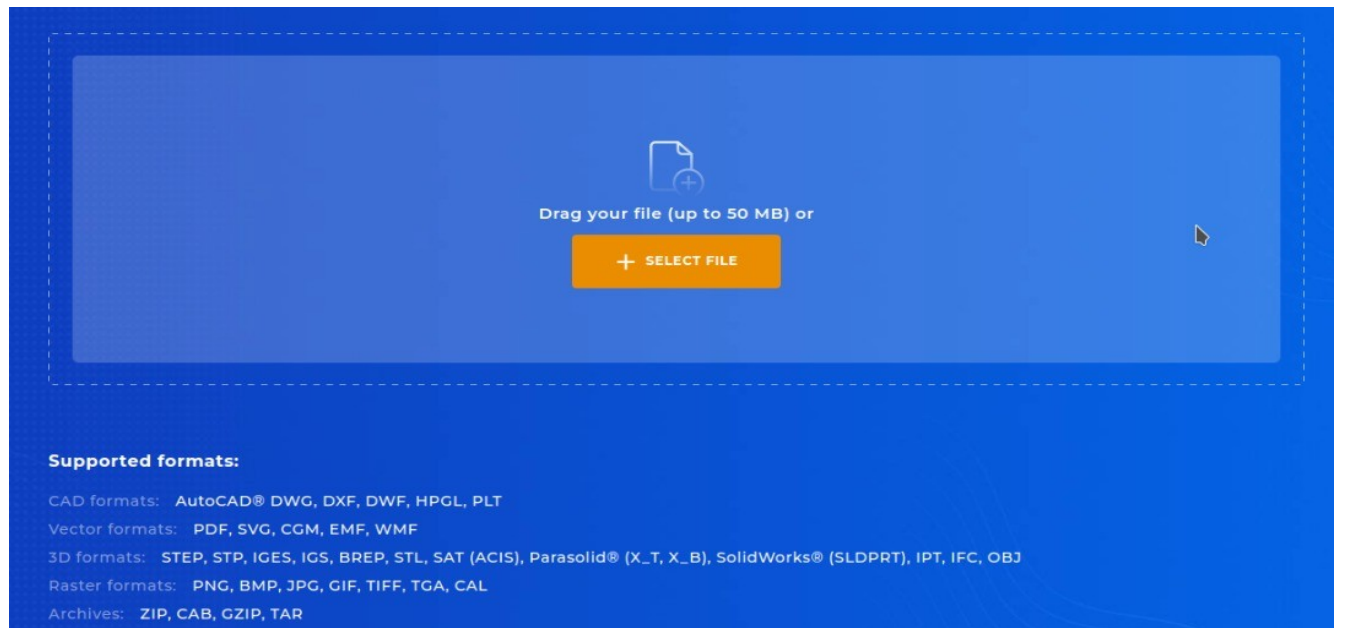 Drag your file (up to 50 MB) or
SELECT FILE
Supported formats:
CAD formats: AutoCAD® DWG, DXF, DWF, HPGL, PLT
Vector formats: PDF, SVG, CGM, EMF, WMF
3D formats: STEP, STP, IGES, IGS, BREP, STL, SAT (ACIS), Parasolid® (X_T, X_B), SolidWorks® (SLDPRT), IPT, IFC, OBJ
Raster formats: PNG, BMP, JPG, GIF, TIFF, TGA, CAL
Archives: ZIP, CAB, GZIP, TAR